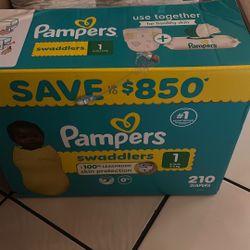 Pampers
swaddlers 1
use together
for healthy skin
Pampers
SAVE UP TO $850
Pampers
#1
swaddlers 1
100%
skin protection
210
DIAPERS